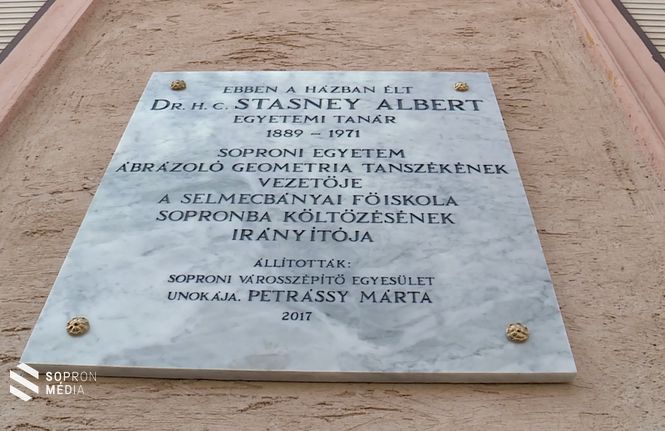 EBBEN A HÁZBAN ÉLT
DR. H. C. STASNEY ALBERT
EGYETEMI TANÁR
1889 – 1971
SOPRONI EGYETEM
ÁBRÁZOLÓ GEOMETRIA TANSZÉKÉNEK
VEZETŐJE
A SELMECBÁNYAI FŐISKOLA
SOPRONBA KÖLTÖZÉSÉNEK
IRÁNYÍTÓJA
ÁLLÍTOTTÁK:
SOPRONI VÁROSSZÉPÍTŐ EGYESÜLET
UNOKÁJA. PETRÁSSY MÁRTA
2017
SOPRON
MÉDIA